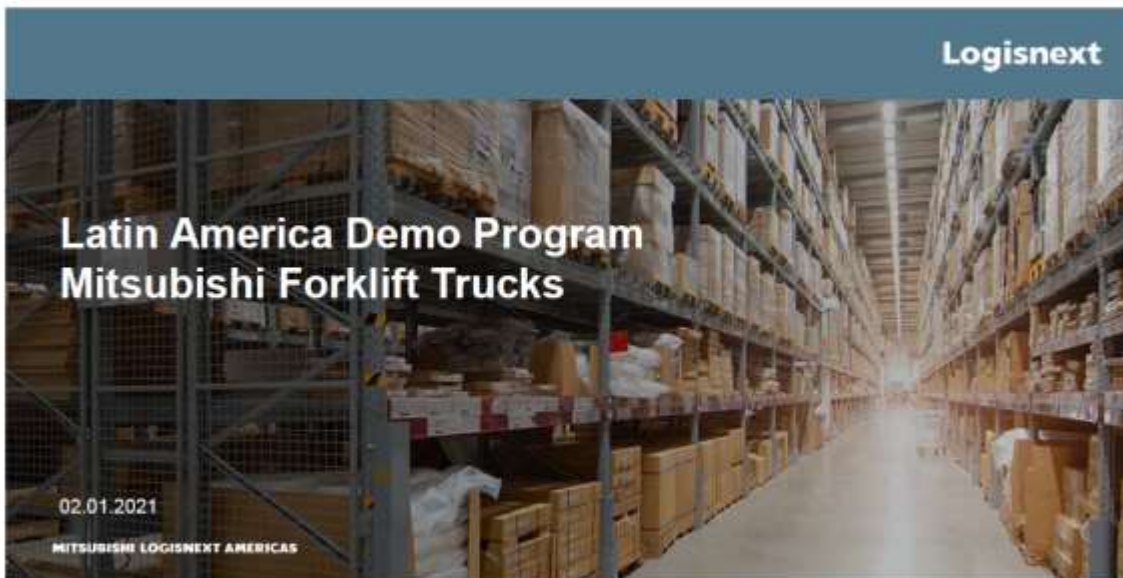 Logisnext
Latin America Demo Program
Mitsubishi Forklift Trucks
02.01.2021
MITSUBISHI LOGISNEXT AMERICAS